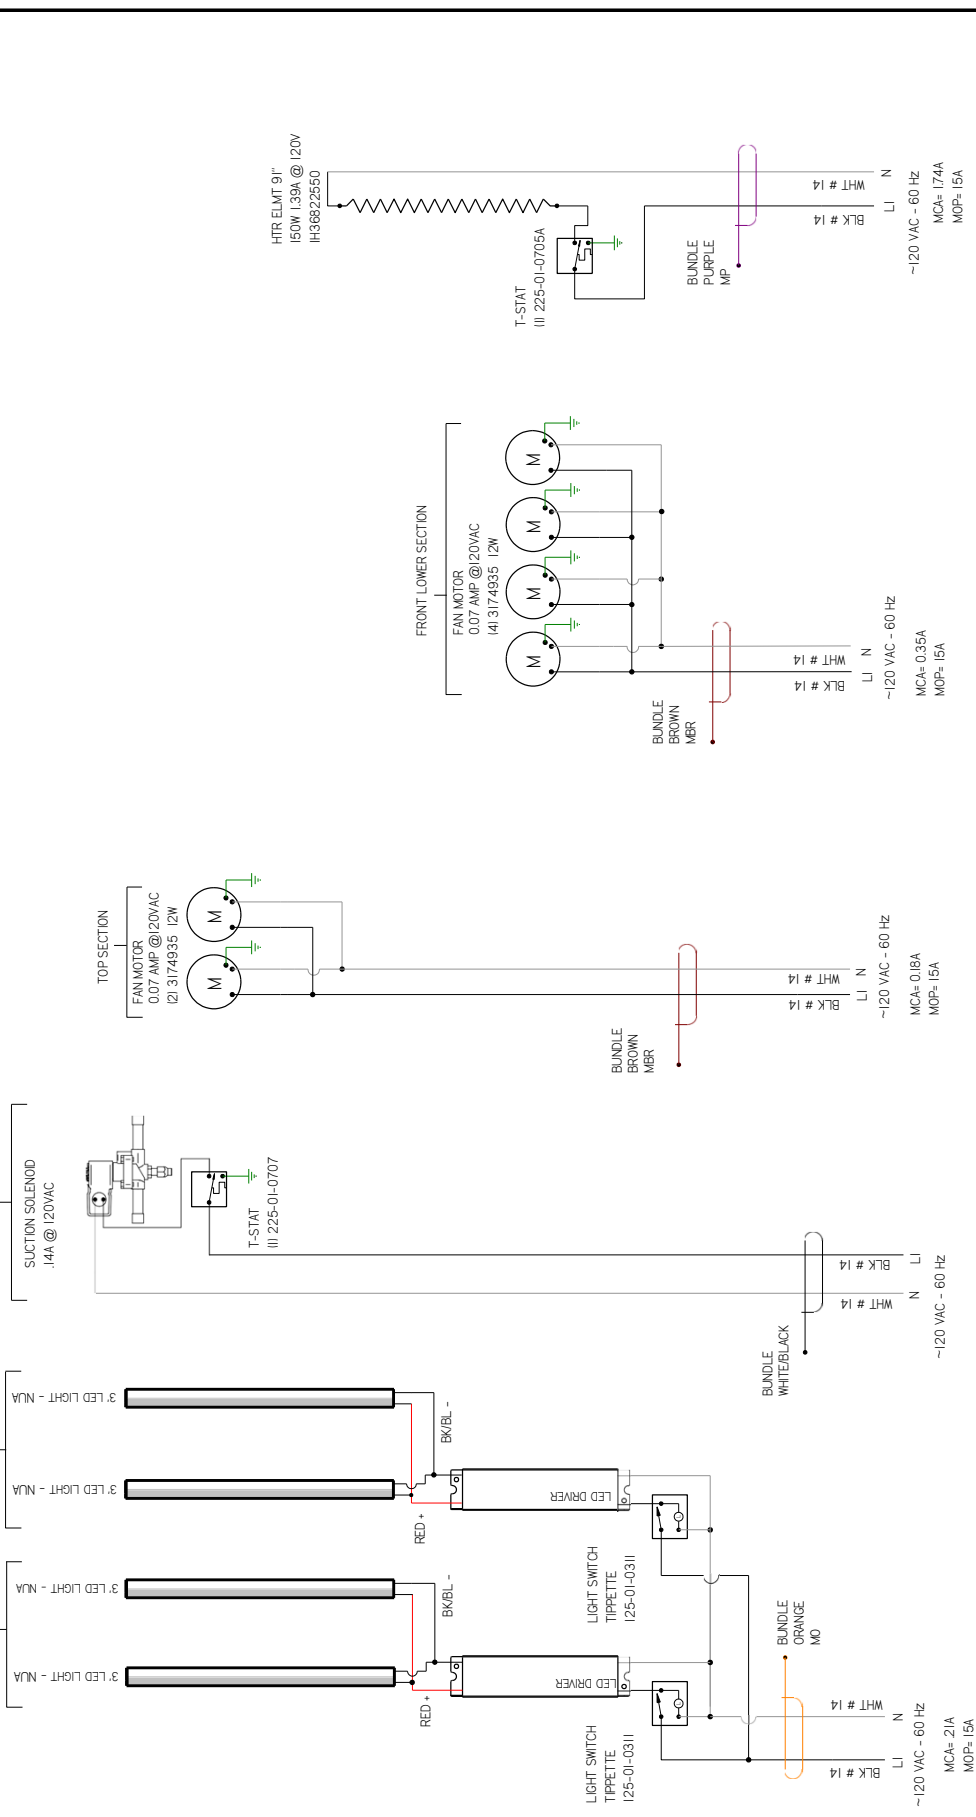 HTR ELMT 91"
150W 1.39A @ 120V
1H36822550
T-STAT
(1) 225-01-0705A
BUNDLE
PURPLE
MP
WHT # 14
BLK # 14
N
L1
~120 VAC - 60 Hz
MCA= 1.74A
MOP= 15A
FRONT LOWER SECTION
FAN MOTOR
0.07 AMP @120VAC
(4) 3174935 12W
M
M
M
M
BUNDLE
BROWN
MBR
WHT # 14
BLK # 14
N
L1
~120 VAC - 60 Hz
MCA= 0.35A
MOP= 15A
TOP SECTION
FAN MOTOR
0.07 AMP @120VAC
(2) 3174935 12W
M
M
BUNDLE
BROWN
MBR
WHT # 14
BLK # 14
N
L1
~120 VAC - 60 Hz
MCA= 0.18A
MOP= 15A
SUCTION SOLENOID
.14A @ 120VAC
T-STAT
(1) 225-01-0707
BUNDLE
WHITE/BLACK
BLK # 14
WHT # 14
L1
N
~120 VAC - 60 Hz
3' LED LIGHT - NUA
3' LED LIGHT - NUA
BK/BL -
RED +
LED DRIVER
LIGHT SWITCH
TIPPETTE
125-01-0311
3' LED LIGHT - NUA
3' LED LIGHT - NUA
BK/BL -
RED +
LED DRIVER
LIGHT SWITCH
TIPPETTE
125-01-0311
BUNDLE
ORANGE
MO
WHT # 14
BLK # 14
N
L1
~120 VAC - 60 Hz
MCA= .21A
MOP= 15A